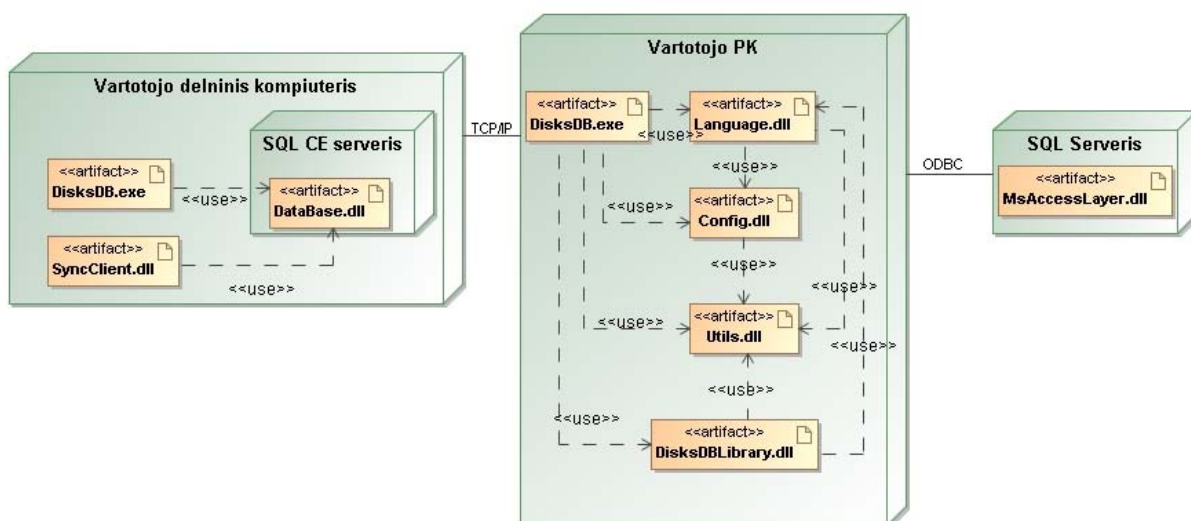 Vartotojo delninis kompiuteris
SQL CE serveris
<<artifact>>
DisksDB.exe
<<use>>
<<artifact>>
DataBase.dll
<<artifact>>
SyncClient.dll
<<use>>
TCP/IP
Vartotojo PK
<<artifact>>
DisksDB.exe
<<use>>
<<artifact>>
Language.dll
<<use>>
<<use>>
<<artifact>>
Config.dll
<<use>>
<<use>>
<<use>>
<<artifact>>
Utils.dll
<<use>>
<<use>>
<<use>>
<<artifact>>
DisksDBLibrary.dll
ODBC
SQL Serveris
<<artifact>>
MsAccessLayer.dll